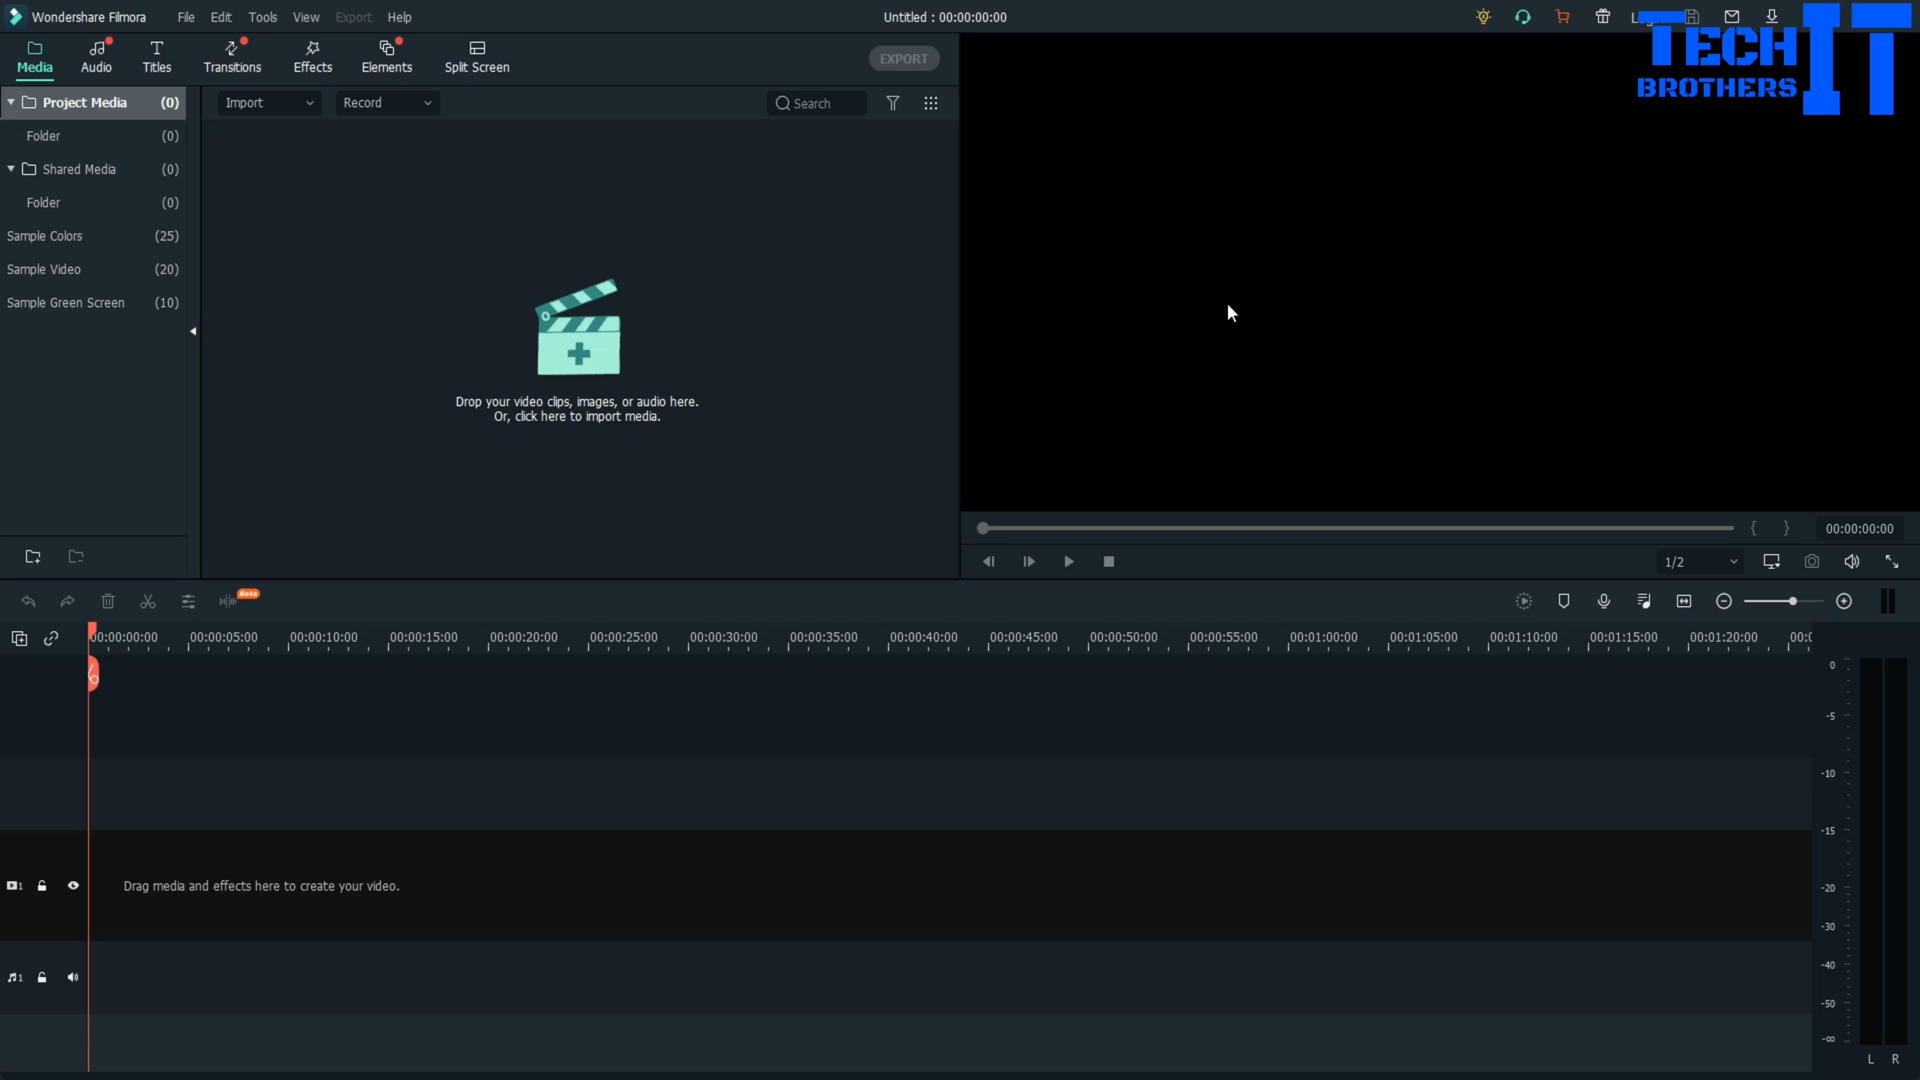 Wondershare Filmora File Edit Tools View Export Help Untitled : 00:00:00:00
TECH IT
BROTHERS
Media Audio Titles Transitions Effects Elements Split Screen EXPORT
Project Media (0) Import Record Search
Folder (0)
Shared Media (0)
Folder (0)
Sample Colors (25)
Sample Video (20)
Sample Green Screen (10)
Drop your video clips, images, or audio here.
Or, click here to import media.
{ } 00:00:00:00
1/2
Beta
00:00:00:00 00:00:05:00 00:00:10:00 00:00:15:00 00:00:20:00 00:00:25:00 00:00:30:00 00:00:35:00 00:00:40:00 00:00:45:00 00:00:50:00 00:00:55:00 00:01:00:00 00:01:05:00 00:01:10:00 00:01:15:00 00:01:20:00
0
-5
-10
-15
1 Drag media and effects here to create your video. -20
-30
-40
1
-50
-∞
L R